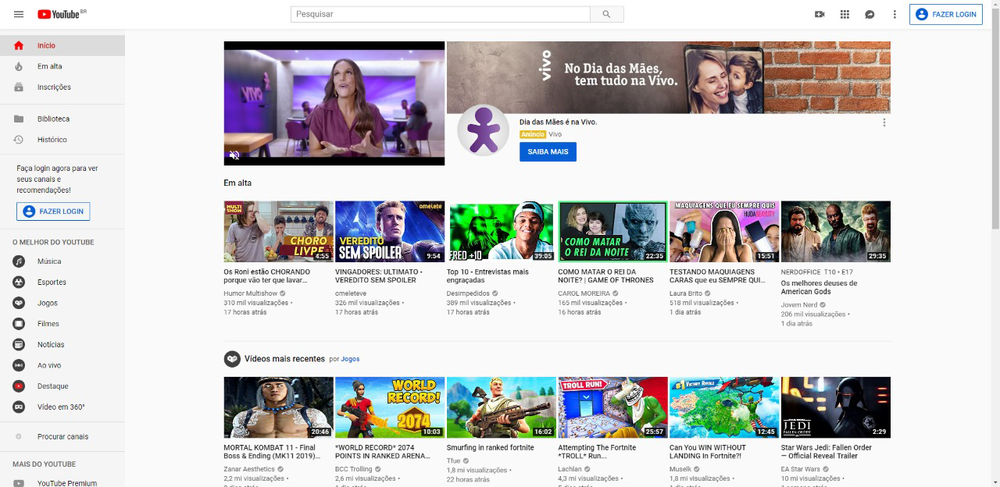 YouTube BR
Pesquisar
FAZER LOGIN
Início
Em alta
Inscrições
Biblioteca
Histórico
Faça login agora para ver
seus canais e
recomendações!
FAZER LOGIN
O MELHOR DO YOUTUBE
Música
Esportes
Jogos
Filmes
Notícias
Ao vivo
Destaque
Vídeo em 360°
Procurar canais
MAIS DO YOUTUBE
YouTube Premium
vivo
vivo
No Dia das Mães,
tem tudo na Vivo.
Dia das Mães é na Vivo.
Anúncio Vivo
SAIBA MAIS
Em alta
MULTI
SHOW
CHORO
LIVRE
4:55
Os Roni estão CHORANDO
porque vão ter que lavar…
Humor Multishow
310 mil visualizações •
17 horas atrás
omelete
VEREDITO
SEM SPOILER
9:54
VINGADORES: ULTIMATO -
VEREDITO SEM SPOILER
omeleteve
326 mil visualizações •
17 horas atrás
FRED +10
39:05
Top 10 - Entrevistas mais
engraçadas
Desimpedidos
389 mil visualizações •
17 horas atrás
COMO MATAR
O REI DA NOITE
22:35
COMO MATAR O REI DA
NOITE? | GAME OF THRONES
CAROL MOREIRA
165 mil visualizações •
16 horas atrás
MAQUIAGENS QUE EU SEMPRE QUIS
HUDABEAUTY
15:51
TESTANDO MAQUIAGENS
CARAS que eu SEMPRE QUI…
Laura Brito
518 mil visualizações •
1 dia atrás
29:35
NERDOFFICE T10 • E17
Os melhores deuses de
American Gods
Jovem Nerd
206 mil visualizações •
1 dia atrás
Vídeos mais recentes por Jogos
20:46
MORTAL KOMBAT 11 - Final
Boss & Ending (MK11 2019)…
Zanar Aesthetics
2,2 mi visualizações •
WORLD
RECORD!
2074
10:03
*WORLD RECORD* 2074
POINTS IN RANKED ARENA…
BCC Trolling
2,6 mi visualizações •
16:02
Smurfing in ranked fortnite
Tfue
1,8 mi visualizações •
22 horas atrás
TROLL RUN!
25:57
Attempting The Fortnite
*TROLL* Run...
Lachlan
4,3 mi visualizações •
#1 VICTORY ROYALE
12:45
Can You WIN WITHOUT
LANDING In Fortnite?!
Muselk
1,8 mi visualizações •
STAR WARS
JEDI
FALLEN ORDER
2:29
Star Wars Jedi: Fallen Order
— Official Reveal Trailer
EA Star Wars
10 mi visualizações •